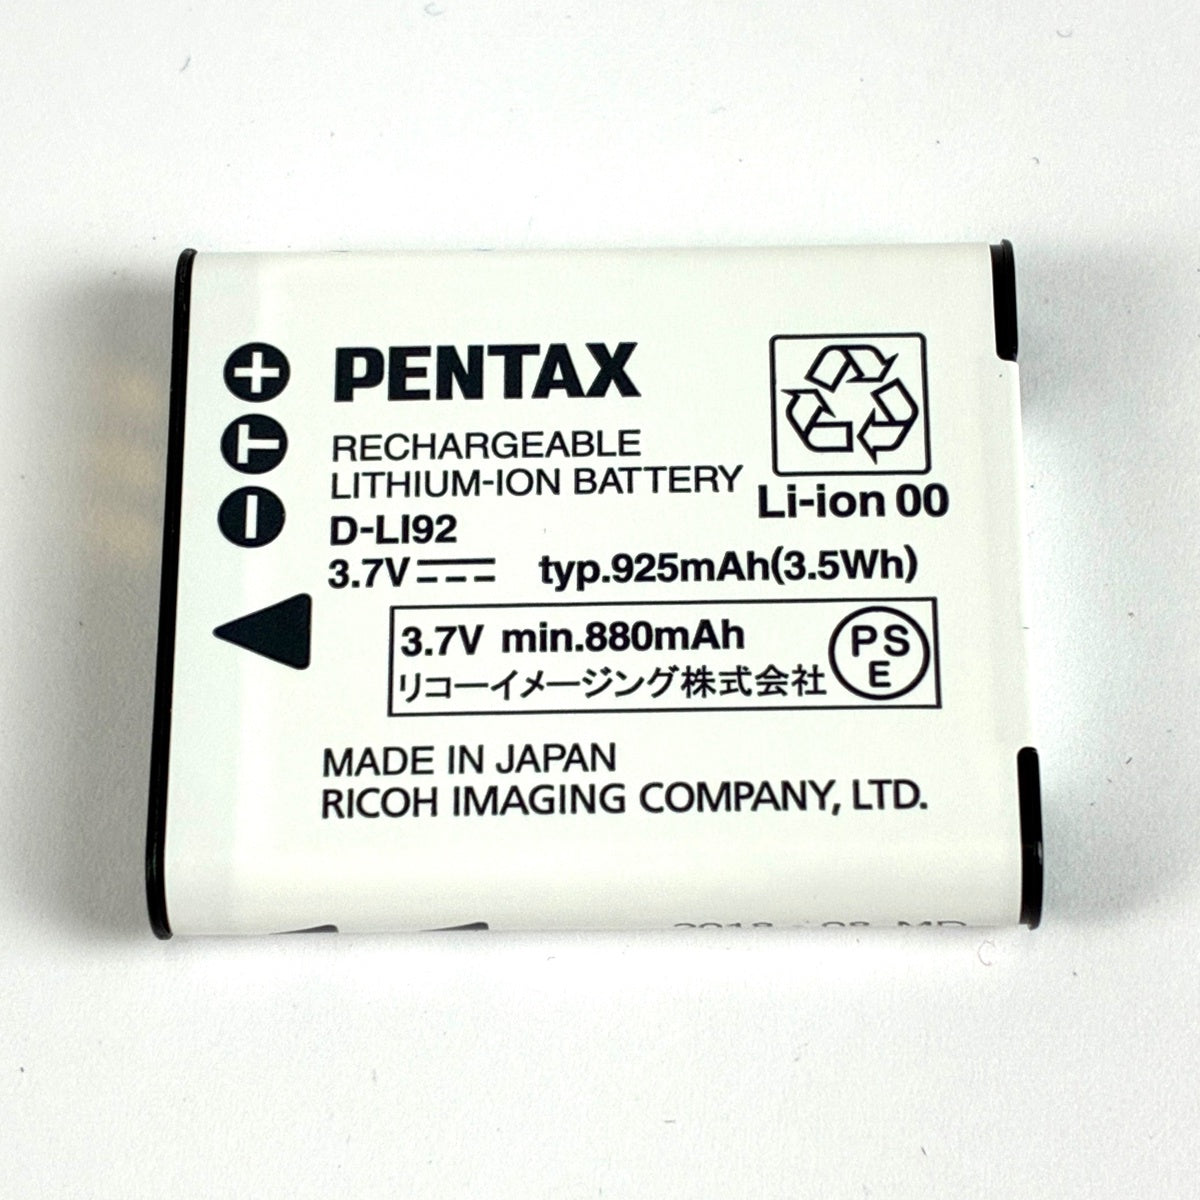 PENTAX
RECHARGEABLE
LITHIUM-ION BATTERY
D-LI92
3.7V typ.925mAh(3.5Wh)
+
T
-
Li-ion 00
3.7V min.880mAh
リコーイメージング株式会社
PS
E
MADE IN JAPAN
RICOH IMAGING COMPANY, LTD.